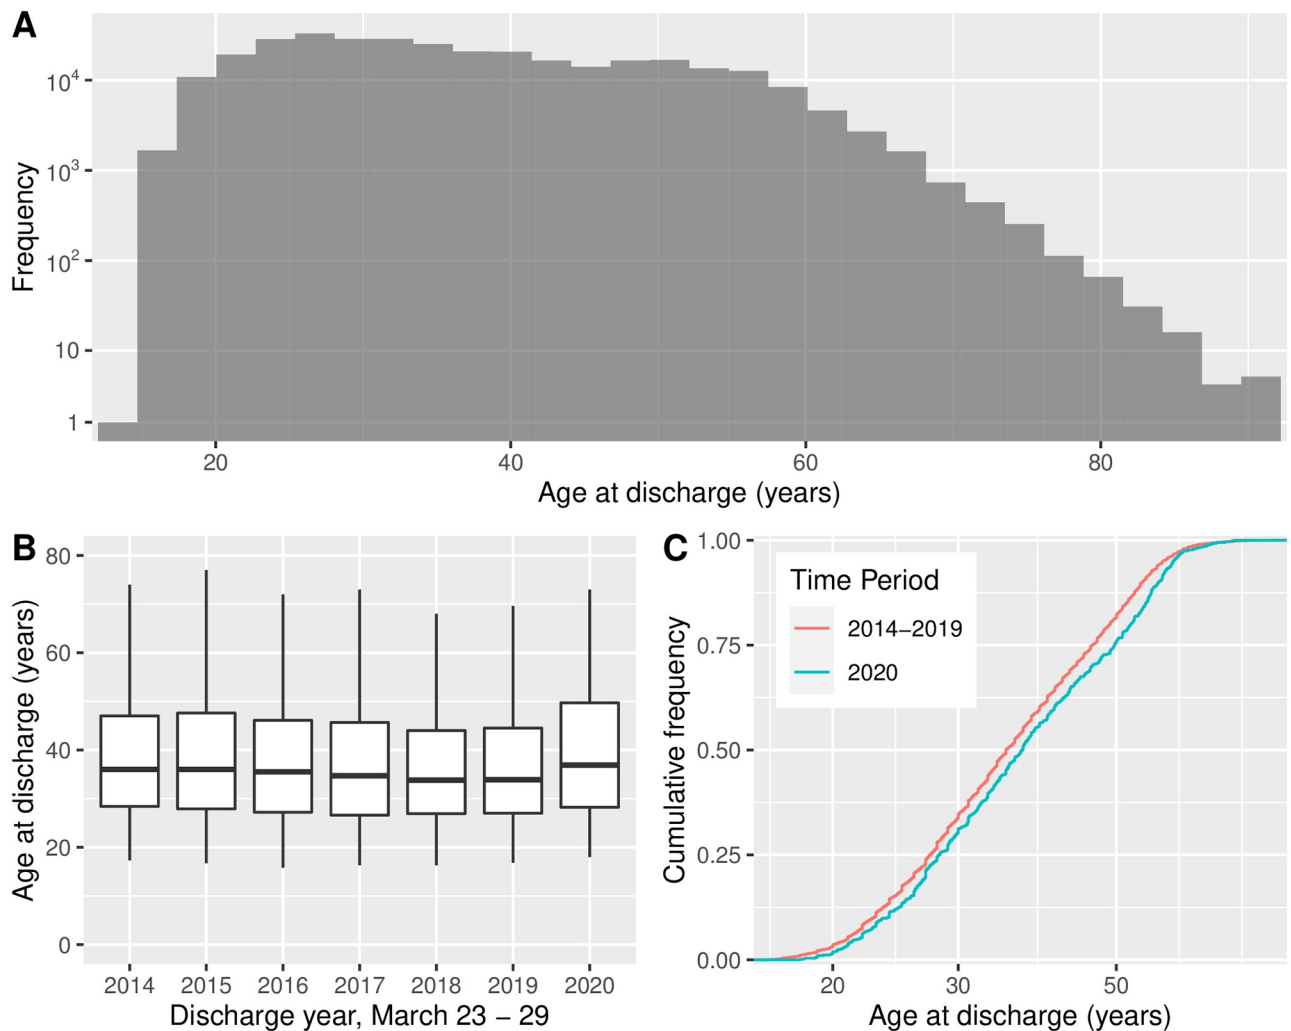 A
Frequency
10⁴
10³
10²
10
1
20 40 60 80
Age at discharge (years)
B
Age at discharge (years)
80
60
40
20
0
2014 2015 2016 2017 2018 2019 2020
Discharge year, March 23 − 29
C
Cumulative frequency
1.00
0.75
0.50
0.25
0.00
Time Period
2014−2019
2020
20 30 50
Age at discharge (years)